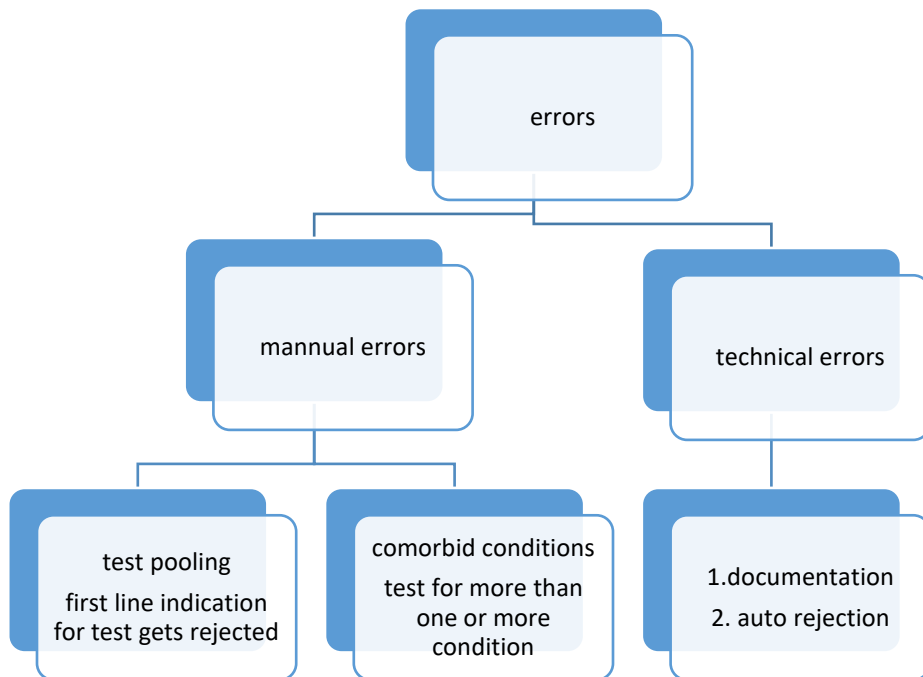 errors
mannual errors
technical errors
test pooling
first line indication
for test gets rejected
comorbid conditions
test for more than
one or more
condition
1.documentation
2. auto rejection